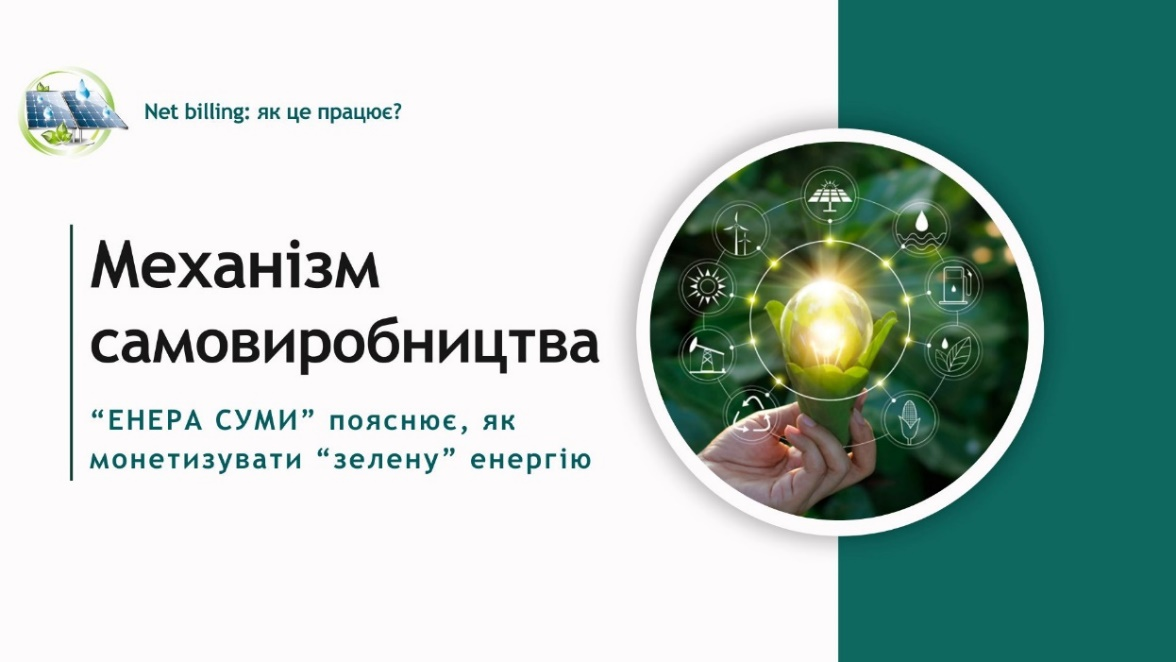 Net billing: як це працює?
Механізм
самовиробництва
“ЕНЕРА СУМИ” пояснює, як
монетизувати “зелену” енергію